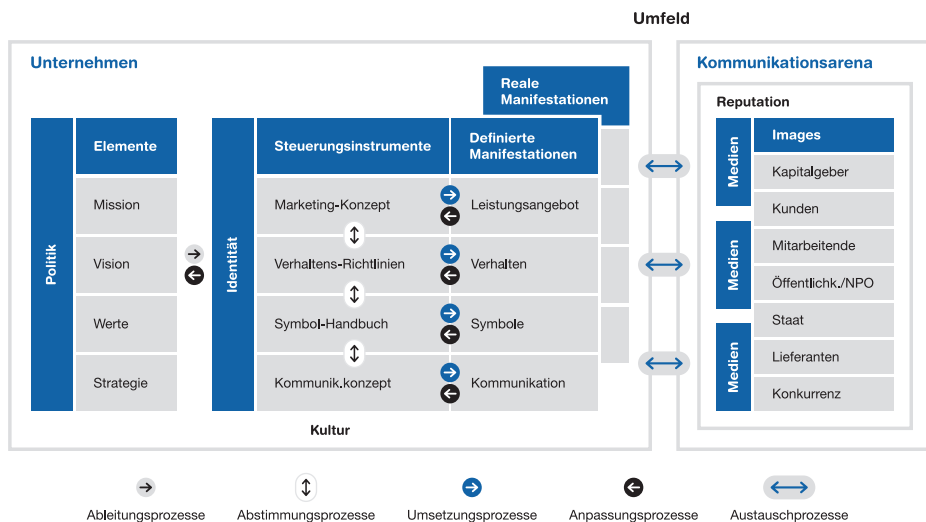 Umfeld
Unternehmen
Kommunikationsarena
Reale
Manifestationen
Reputation
Politik
Elemente
Mission
Vision
Werte
Strategie
Identität
Steuerungsinstrumente
Definierte
Manifestationen
Marketing-Konzept
Leistungsangebot
Verhaltens-Richtlinien
Verhalten
Symbol-Handbuch
Symbole
Kommunik.konzept
Kommunikation
Kultur
Medien
Medien
Medien
Images
Kapitalgeber
Kunden
Mitarbeitende
Öffentlichk./NPO
Staat
Lieferanten
Konkurrenz
Ableitungsprozesse
Abstimmungsprozesse
Umsetzungsprozesse
Anpassungsprozesse
Austauschprozesse